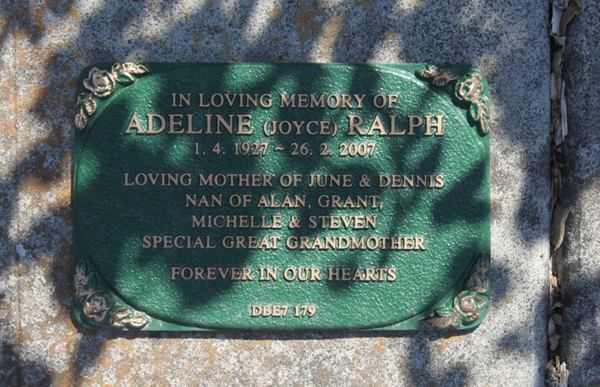 IN LOVING MEMORY OF
ADELINE (JOYCE) RALPH
1. 4. 1927 ~ 26. 2. 2007
LOVING MOTHER OF JUNE & DENNIS
NAN OF ALAN, GRANT,
MICHELLE & STEVEN
SPECIAL GREAT GRANDMOTHER
FOREVER IN OUR HEARTS
DBE7 179